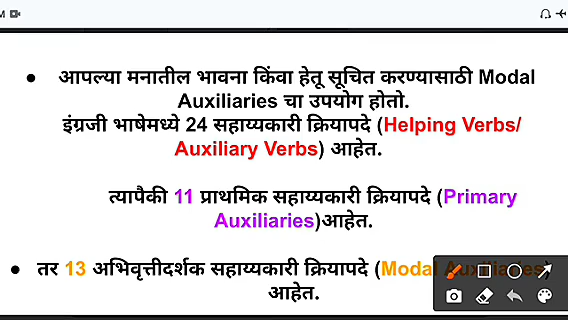 ● आपल्या मनातील भावना किंवा हेतू सूचित करण्यासाठी Modal
Auxiliaries चा उपयोग होतो.
इंग्रजी भाषेमध्ये 24 सहाय्यकारी क्रियापदे (Helping Verbs/
Auxiliary Verbs) आहेत.
त्यापैकी 11 प्राथमिक सहाय्यकारी क्रियापदे (Primary
Auxiliaries)आहेत.
● तर 13 अभिवृत्तीदर्शक सहाय्यकारी क्रियापदे (Modal Auxiliaries)
आहेत.